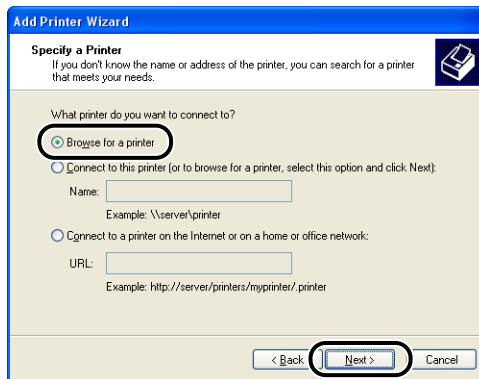 Add Printer Wizard
Specify a Printer
If you don't know the name or address of the printer, you can search for a printer
that meets your needs.
What printer do you want to connect to?
Browse for a printer
Connect to this printer (or to browse for a printer, select this option and click Next):
Name:
Example: \\server\printer
Connect to a printer on the Internet or on a home or office network:
URL:
Example: http://server/printers/myprinter/.printer
< Back Next > Cancel